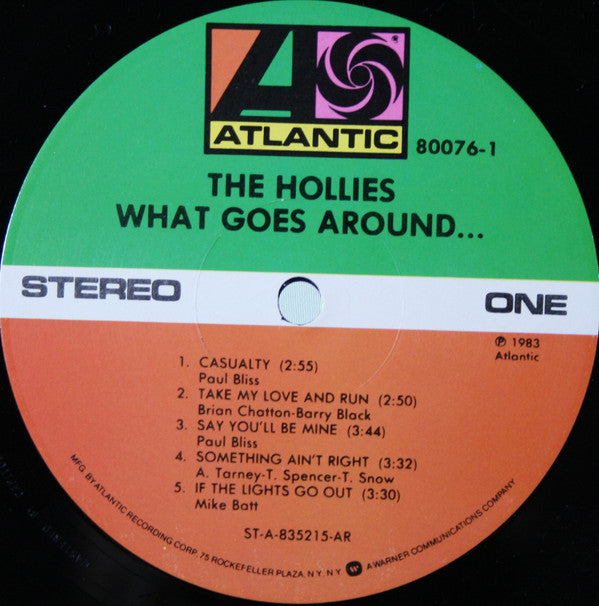 ATLANTIC
80076-1
THE HOLLIES
WHAT GOES AROUND...
STEREO
ONE
℗ 1983
Atlantic
1. CASUALTY (2:55)
Paul Bliss
2. TAKE MY LOVE AND RUN (2:50)
Brian Chatton-Barry Black
3. SAY YOU'LL BE MINE (3:44)
Paul Bliss
4. SOMETHING AIN'T RIGHT (3:32)
A. Tarney-T. Spencer-T. Snow
5. IF THE LIGHTS GO OUT (3:30)
Mike Batt
ST-A-835215-AR
MFG. BY ATLANTIC RECORDING CORP. 75 ROCKEFELLER PLAZA, N.Y. N.Y. A WARNER COMMUNICATIONS COMPANY